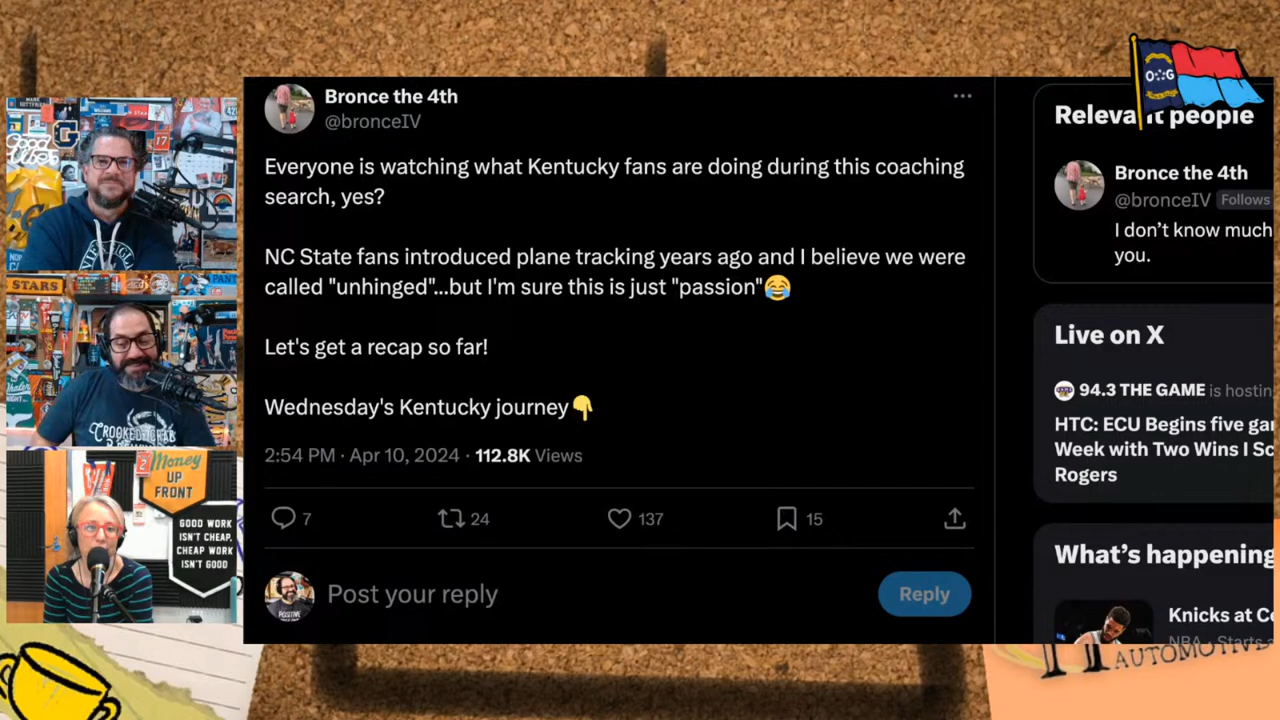 Bronce the 4th
@bronceIV
Everyone is watching what Kentucky fans are doing during this coaching
search, yes?
NC State fans introduced plane tracking years ago and I believe we were
called "unhinged"...but I'm sure this is just "passion"😂
Let's get a recap so far!
Wednesday's Kentucky journey👇
2:54 PM · Apr 10, 2024 · 112.8K Views
7
24
137
15
Post your reply
Reply
OG
people
Bronce the 4th
@bronceIV Follows
I don't know much
you.
Live on X
94.3 THE GAME is hosting
HTC: ECU Begins five
Week with Two Wins I
Rogers
What's happening
Knicks at
AUTOMOTIVE
G
17
STARS
CROOKED CRAB
2
Money
UP
FRONT
GOOD WORK
ISN'T CHEAP,
CHEAP WORK
ISN'T GOOD